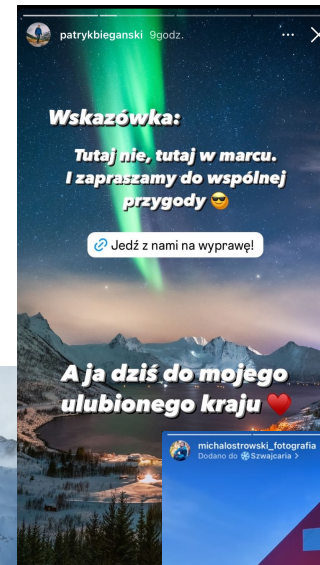 patrykbieganski 9godz.
Wskazówka:
Tutaj nie, tutaj w marcu.
I zapraszamy do wspólnej
przygody 😎
Jedź z nami na wyprawę!
A ja dziś do mojego
ulubionego kraju ♥️
michalostrowski_fotografia
Dodano do ❄️Szwajcaria >